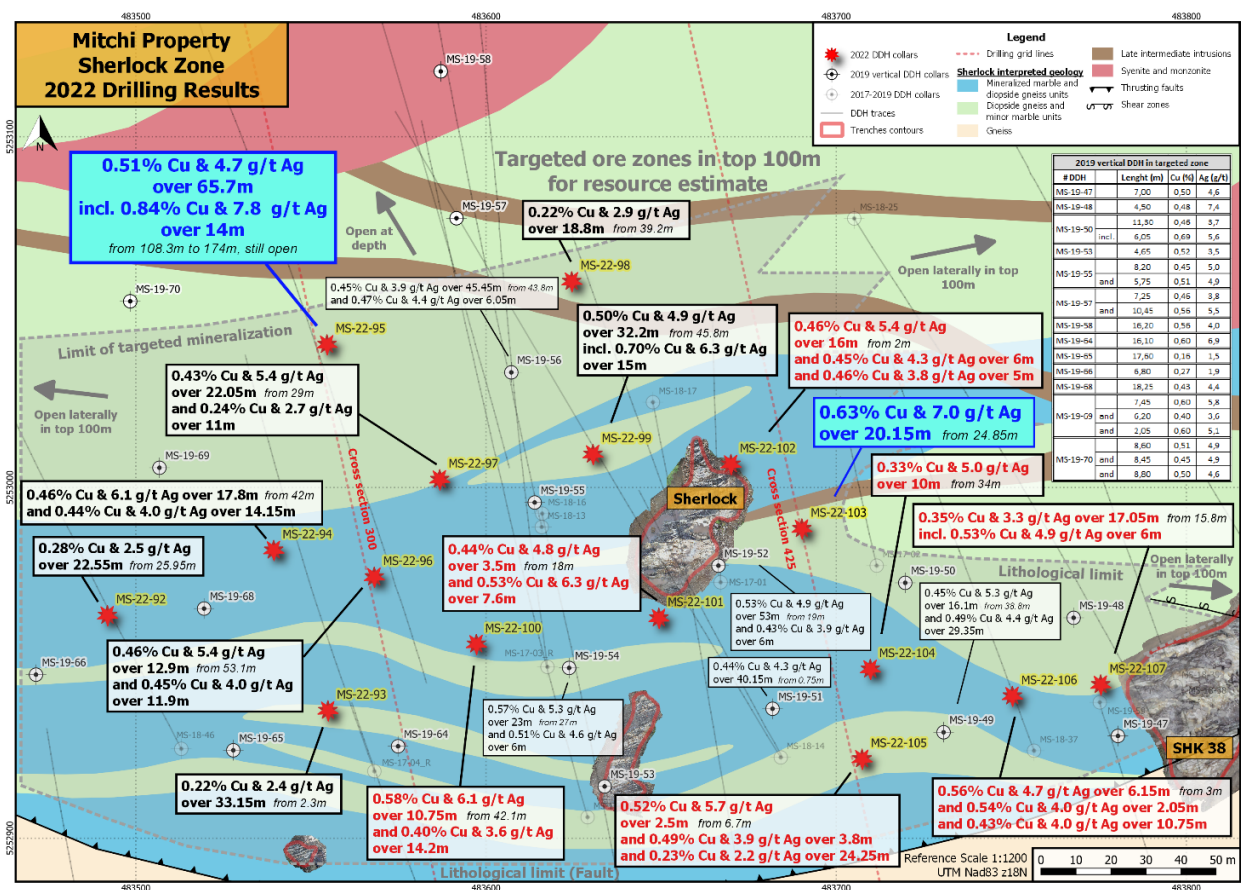 483500
483600
483700
483800
Mitchi Property
Sherlock Zone
2022 Drilling Results
MS-19-58
Legend
2022 DDH collars
2019 vertical DDH collars
2017-2019 DDH collars
DDH traces
Trenches contours
Drilling grid lines
Sherlock interpreted geology
Mineralized marble and
diopside gneiss units
Diopside gneiss and
minor marble units
Gneiss
Late intermediate intrusions
Syenite and monzonite
Thrusting faults
Shear zones
5253100
N
0.51% Cu & 4.7 g/t Ag
over 65.7m
incl. 0.84% Cu & 7.8 g/t Ag
over 14m
from 108.3m to 174m, still open
Targeted ore zones in top 100m
for resource estimate
2019 vertical DDH in targeted zone
# DDH Lenght (m) Cu (%) Ag (g/t)
MS-19-47 7,00 0,50 4,6
MS-19-48 4,50 0,48 7,4
MS-19-50 11,30 0,46 3,7
incl. 6,05 0,69 5,6
MS-19-53 4,65 0,52 3,5
MS-19-55 8,20 0,45 5,0
and 5,75 0,51 4,9
MS-19-57 7,25 0,46 3,8
and 10,45 0,56 5,5
MS-19-58 16,20 0,56 4,0
MS-19-64 16,10 0,60 6,9
MS-19-65 17,60 0,16 1,5
MS-19-66 6,80 0,27 1,9
MS-19-68 18,25 0,43 4,4
MS-19-69 7,45 0,60 5,8
and 6,20 0,40 3,6
and 2,05 0,60 5,1
MS-19-70 8,60 0,51 4,9
and 8,45 0,45 4,9
and 8,80 0,50 4,6
MS-19-57
MS-18-25
Open at
depth
0.22% Cu & 2.9 g/t Ag
over 18.8m from 39.2m
Open laterally in top
100m
MS-22-98
0.45% Cu & 3.9 g/t Ag over 45.45m from 43.8m
and 0.47% Cu & 4.4 g/t Ag over 6.05m
MS-19-70
MS-22-95
Limit of targeted mineralization
MS-19-56
0.50% Cu & 4.9 g/t Ag
over 32.2m from 45.8m
incl. 0.70% Cu & 6.3 g/t Ag
over 15m
0.46% Cu & 5.4 g/t Ag
over 16m from 2m
and 0.45% Cu & 4.3 g/t Ag over 6m
and 0.46% Cu & 3.8 g/t Ag over 5m
Open laterally
in top 100m
0.43% Cu & 5.4 g/t Ag
over 22.05m from 29m
and 0.24% Cu & 2.7 g/t Ag
over 11m
MS-18-17
0.63% Cu & 7.0 g/t Ag
over 20.15m from 24.85m
MS-22-99
MS-22-102
MS-19-69
MS-22-97
Cross section 300
Cross section 425
0.33% Cu & 5.0 g/t Ag
over 10m from 34m
5253000
0.46% Cu & 6.1 g/t Ag over 17.8m from 42m
and 0.44% Cu & 4.0 g/t Ag over 14.15m
MS-19-55
MS-18-16
MS-18-13
Sherlock
MS-22-103
0.35% Cu & 3.3 g/t Ag over 17.05m from 15.8m
incl. 0.53% Cu & 4.9 g/t Ag over 6m
MS-22-94
0.28% Cu & 2.5 g/t Ag
over 22.55m from 25.95m
MS-22-96
0.44% Cu & 4.8 g/t Ag
over 3.5m from 18m
and 0.53% Cu & 6.3 g/t Ag
over 7.6m
MS-19-52
MS-17-01
MS-17-02
MS-19-50
Lithological limit
Open laterally
in top 100m
S S
MS-22-92
MS-19-68
MS-22-101
0.53% Cu & 4.9 g/t Ag
over 53m from 19m
and 0.43% Cu & 3.9 g/t Ag
over 6m
0.45% Cu & 5.3 g/t Ag
over 16.1m from 38.8m
and 0.49% Cu & 4.4 g/t Ag
over 29.35m
MS-19-48
MS-22-100
0.46% Cu & 5.4 g/t Ag
over 12.9m from 53.1m
and 0.45% Cu & 4.0 g/t Ag
over 11.9m
MS-19-66
MS-17-03_R
MS-19-54
0.44% Cu & 4.3 g/t Ag
over 40.15m from 0.75m
MS-22-104
MS-22-106
MS-22-107
MS-22-93
0.57% Cu & 5.3 g/t Ag
over 23m from 27m
and 0.51% Cu & 4.6 g/t Ag
over 6m
MS-19-51
MS-19-49
MS-19-47
MS-18-46
MS-19-65
MS-19-64
MS-17-04_R
MS-18-14
MS-22-105
MS-18-37
SHK 38
0.22% Cu & 2.4 g/t Ag
over 33.15m from 2.3m
MS-19-53
0.58% Cu & 6.1 g/t Ag
over 10.75m from 42.1m
and 0.40% Cu & 3.6 g/t Ag
over 14.2m
0.52% Cu & 5.7 g/t Ag
over 2.5m from 6.7m
and 0.49% Cu & 3.9 g/t Ag over 3.8m
and 0.23% Cu & 2.2 g/t Ag over 24.25m
0.56% Cu & 4.7 g/t Ag over 6.15m from 3m
and 0.54% Cu & 4.0 g/t Ag over 2.05m
and 0.43% Cu & 4.0 g/t Ag over 10.75m
5252900
Lithological limit (Fault)
Reference Scale 1:1200
UTM Nad83 z18N
0 10 20 30 40 50 m
483500
483600
483700
483800